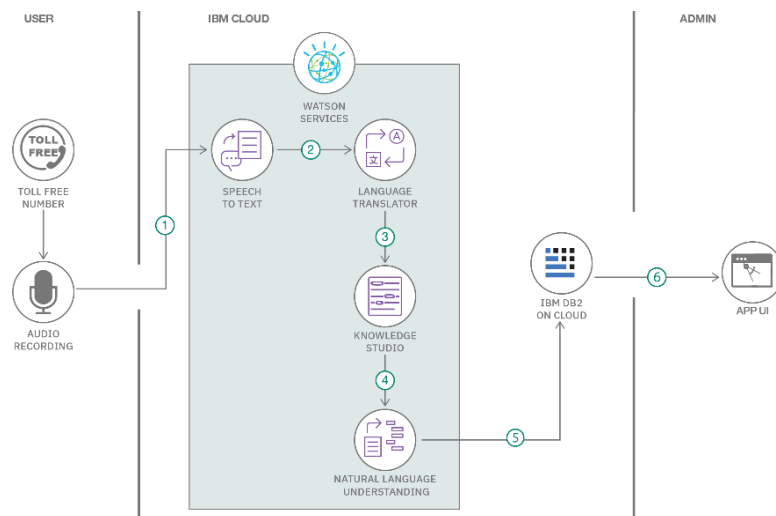 USER
IBM CLOUD
ADMIN
WATSON
SERVICES
TOLL
FREE
TOLL FREE
NUMBER
1
SPEECH
TO TEXT
2
A
文
LANGUAGE
TRANSLATOR
3
AUDIO
RECORDING
KNOWLEDGE
STUDIO
4
NATURAL LANGUAGE
UNDERSTANDING
5
IBM DB2
ON CLOUD
6
APP UI